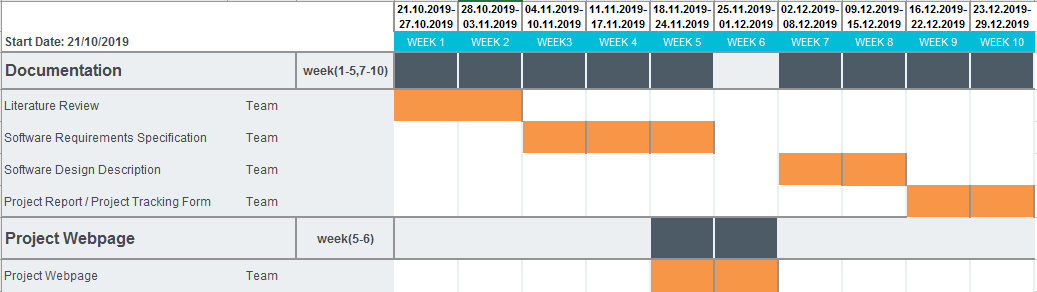 21.10.2019- 28.10.2019- 04.11.2019- 11.11.2019- 18.11.2019- 25.11.2019- 02.12.2019- 09.12.2019- 16.12.2019- 23.12.2019-
27.10.2019 03.11.2019 10.11.2019 17.11.2019 24.11.2019 01.12.2019 08.12.2019 15.12.2019 22.12.2019 29.12.2019
Start Date: 21/10/2019 WEEK 1 WEEK 2 WEEK3 WEEK 4 WEEK 5 WEEK 6 WEEK 7 WEEK 8 WEEK 9 WEEK 10
Documentation week(1-5,7-10)
Literature Review Team
Software Requirements Specification Team
Software Design Description Team
Project Report / Project Tracking Form Team
Project Webpage week(5-6)
Project Webpage Team